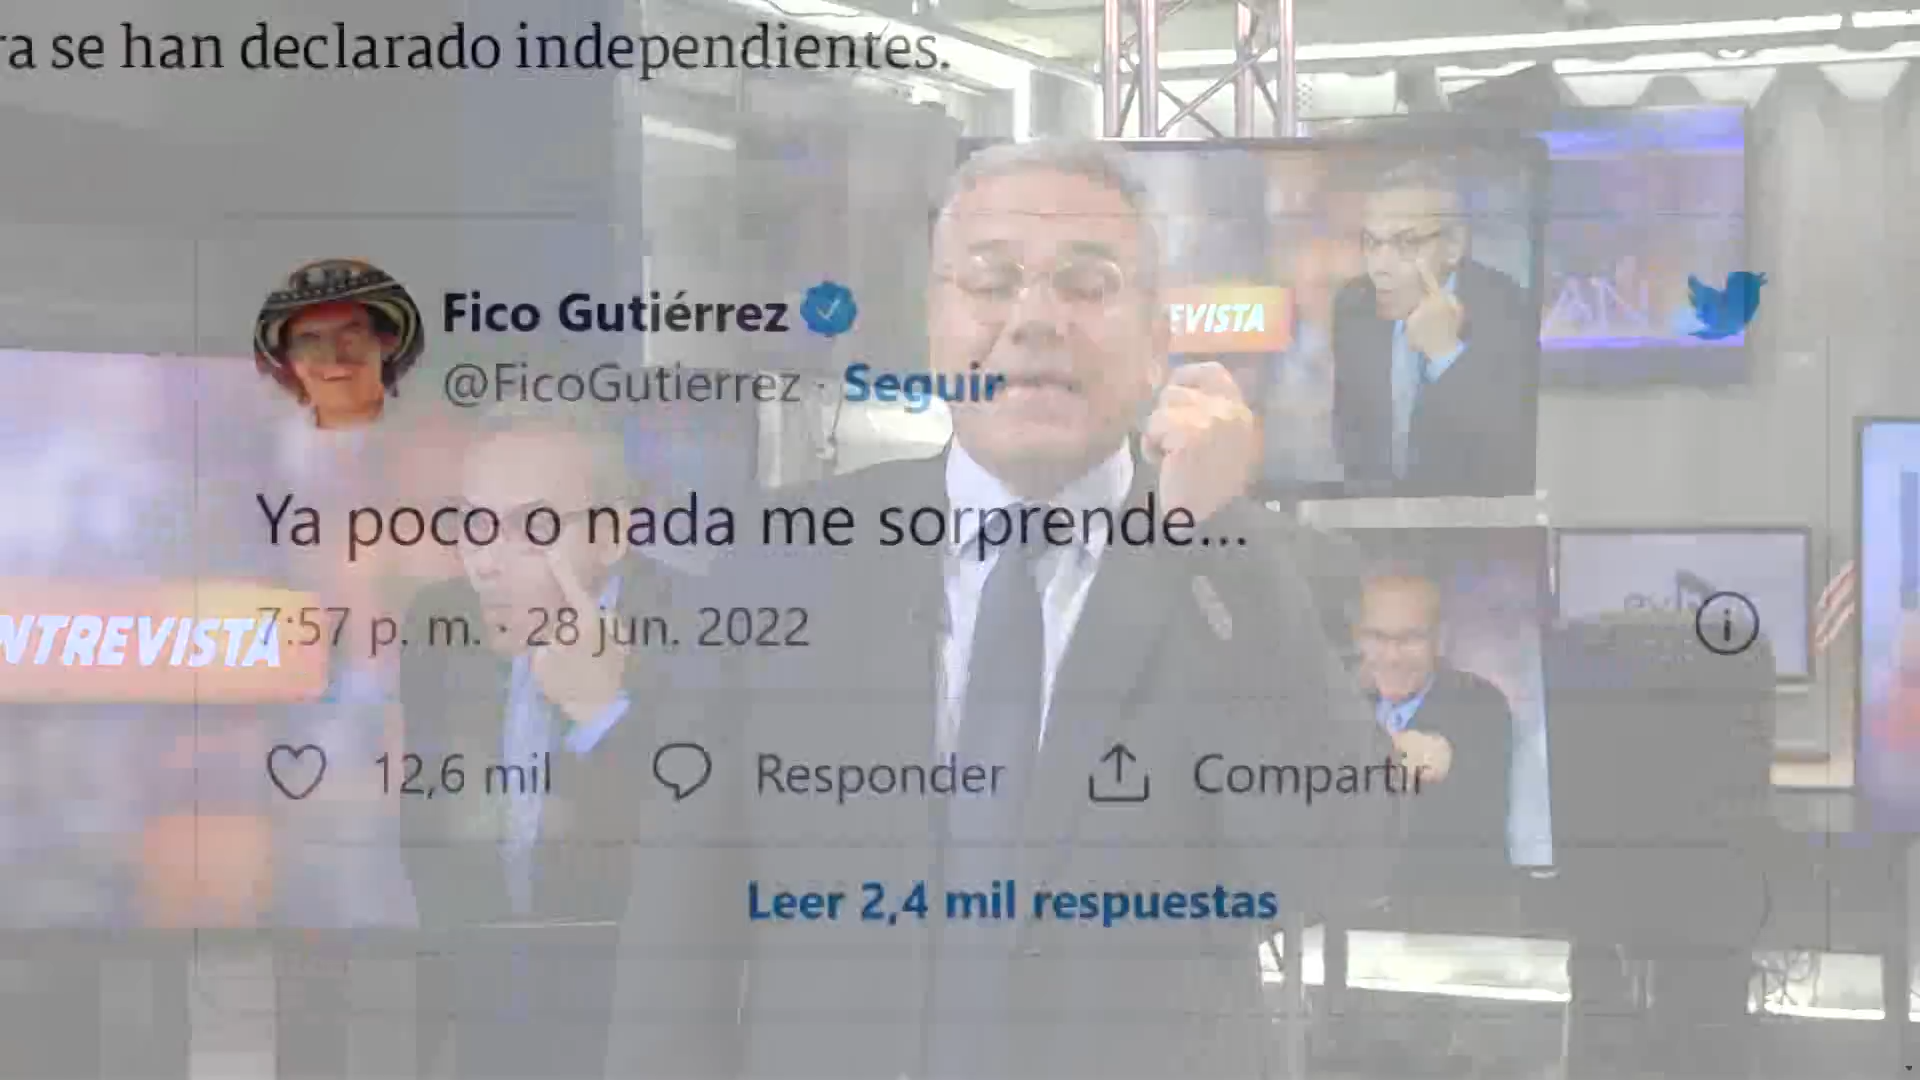 ra se han declarado independientes.
Fico Gutiérrez
@FicoGutierrez · Seguir
EVISTA
Ya poco o nada me sorprende...
NTREVISTA
7:57 p. m. · 28 jun. 2022
12,6 mil
Responder
Compartir
Leer 2,4 mil respuestas